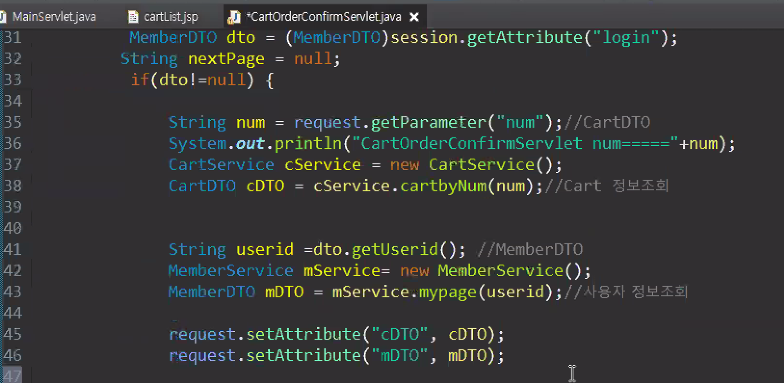 MainServlet.java cartList.jsp *CartOrderConfirmServlet.java
31 MemberDTO dto = (MemberDTO)session.getAttribute("login");
32 String nextPage = null;
33 if(dto!=null) {
34
35 String num = request.getParameter("num");//CartDTO
36 System.out.println("CartOrderConfirmServlet num====="+num);
37 CartService cService = new CartService();
38 CartDTO cDTO = cService.cartbyNum(num);//Cart 정보조회
39
40
41 String userid =dto.getUserid(); //MemberDTO
42 MemberService mService= new MemberService();
43 MemberDTO mDTO = mService.mypage(userid);//사용자 정보조회
44
45 request.setAttribute("cDTO", cDTO);
46 request.setAttribute("mDTO", mDTO);
47